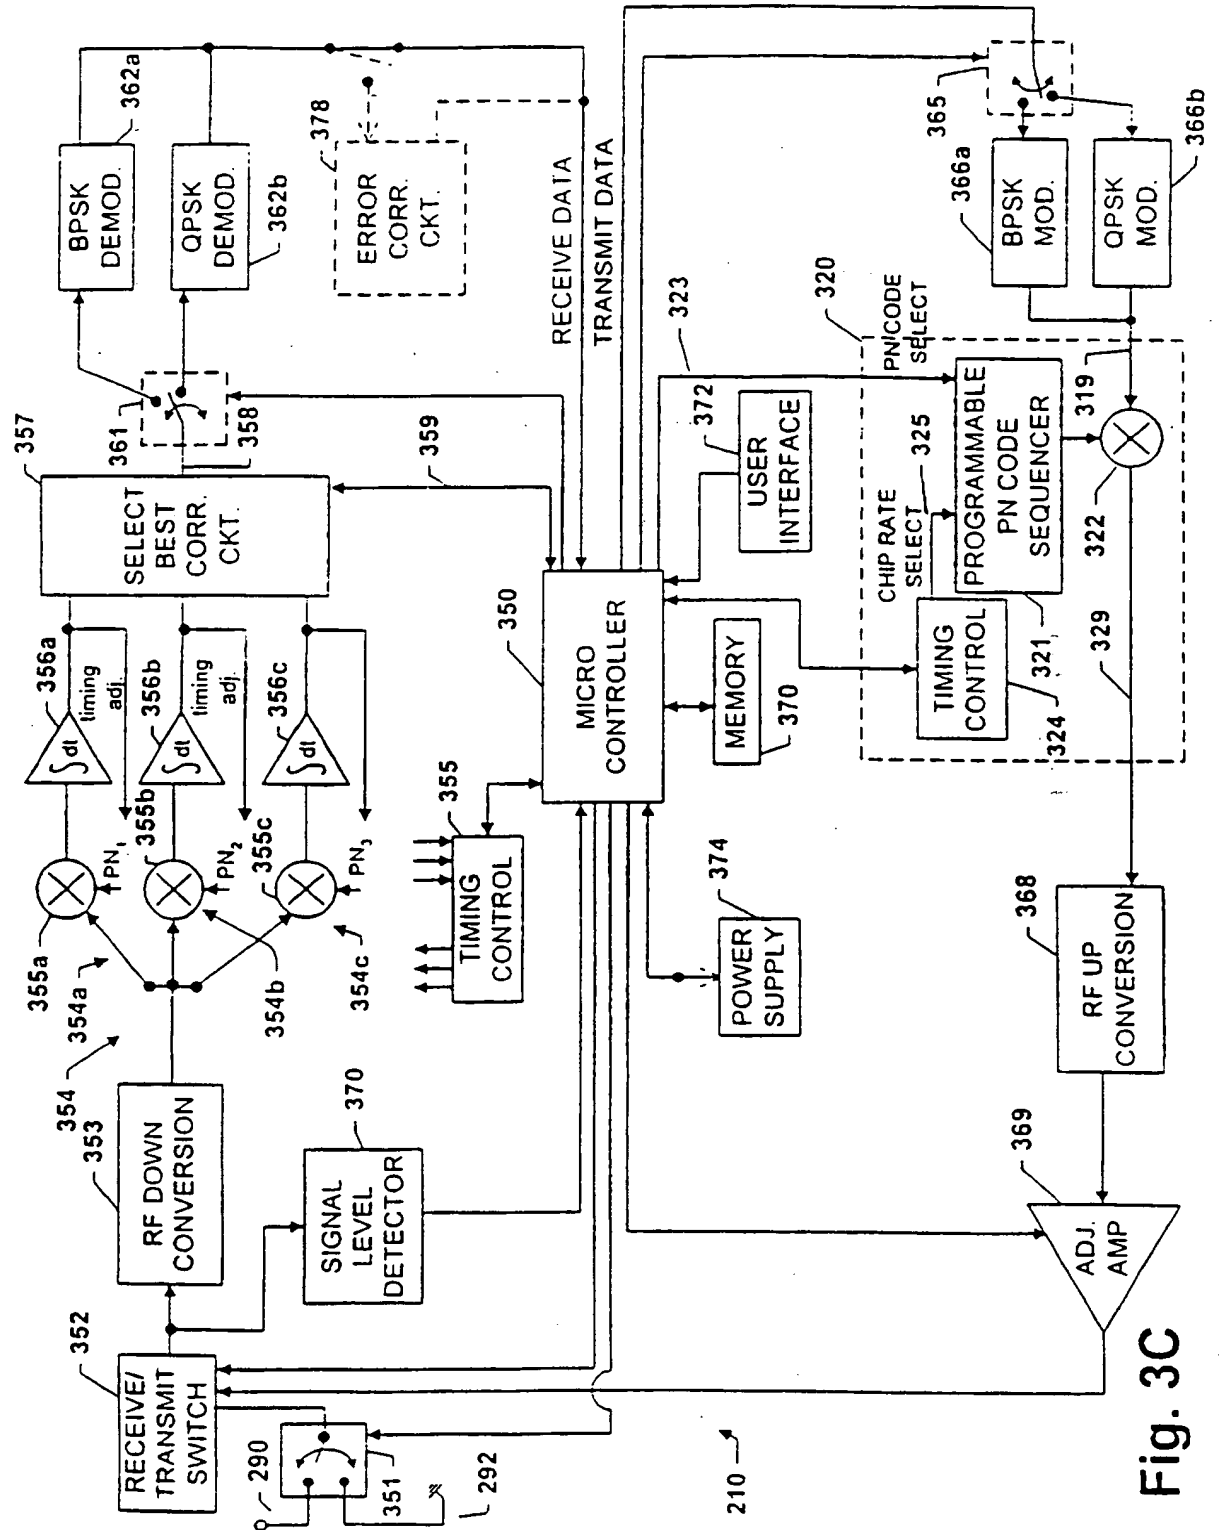 352
RECEIVE/
TRANSMIT
SWITCH
290
351
292
353
RF DOWN
CONVERSION
370
SIGNAL
LEVEL
DETECTOR
354
354a
354b
354c
355a
355b
355c
PN1
PN2
PN3
356a
356b
356c
∫dt
∫dt
∫dt
timing
adj.
timing
adj.
357
SELECT
BEST
CORR.
CKT.
361
358
359
362a
BPSK
DEMOD.
QPSK
DEMOD.
362b
378
ERROR
CORR.
CKT.
RECEIVE DATA
TRANSMIT DATA
355
TIMING
CONTROL
350
MICRO
CONTROLLER
374
POWER
SUPPLY
MEMORY
370
372
USER
INTERFACE
323
320
PN CODE
SELECT
CHIP RATE
SELECT
325
PROGRAMMABLE
PN CODE
SEQUENCER
321
TIMING
CONTROL
324
322
319
329
365
366a
BPSK
MOD.
QPSK
MOD.
366b
368
RF UP
CONVERSION
369
ADJ.
AMP
210
Fig. 3C